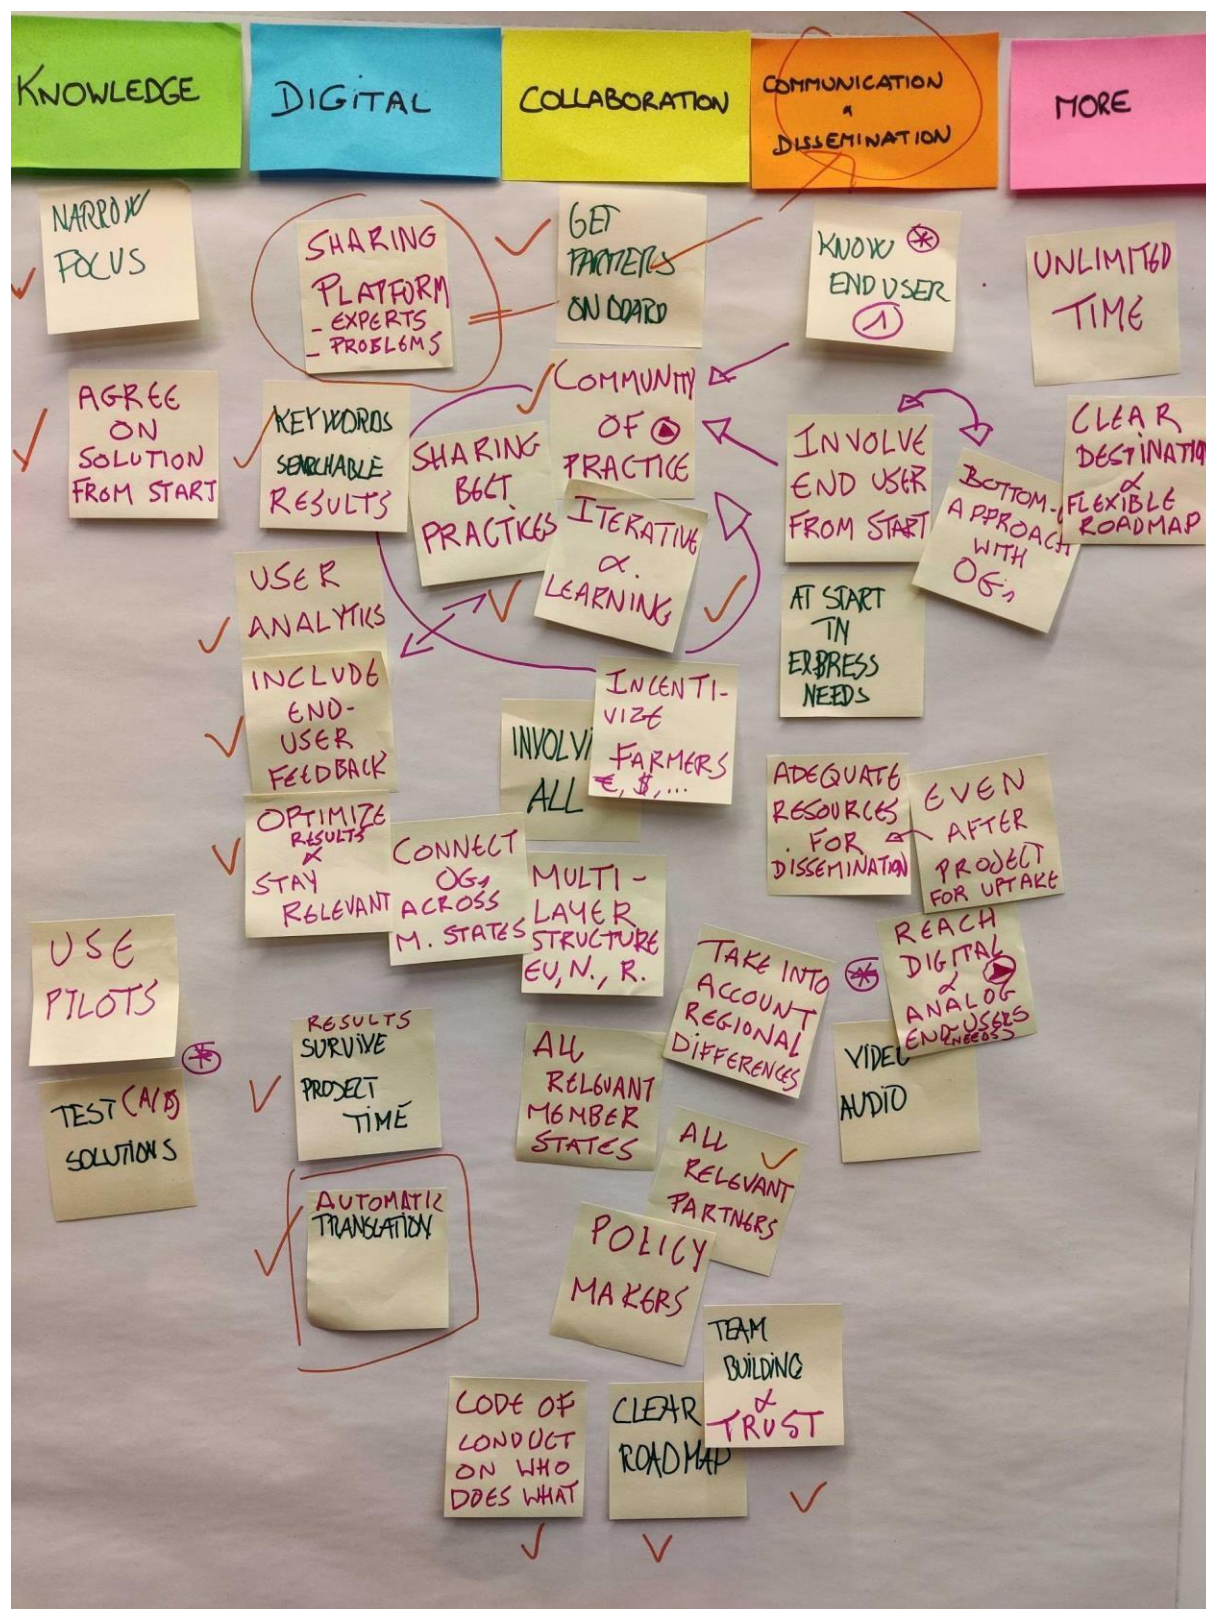 KNOWLEDGE
DIGITAL
COLLABORATION
COMMUNICATION
&
DISSEMINATION
MORE
NARROW
FOCUS
AGREE
ON
SOLUTION
FROM START
USE
PILOTS
TEST (A/B)
SOLUTIONS
SHARING
PLATFORM
- EXPERTS
- PROBLEMS
KEYWORDS
SEARCHABLE
RESULTS
USER
ANALYTICS
INCLUDE
END-
USER
FEEDBACK
OPTIMIZE
RESULTS
&
STAY
RELEVANT
RESULTS
SURVIVE
PROJECT
TIME
AUTOMATIC
TRANSLATION
GET
PARTNERS
ON BOARD
COMMUNITY
OF
PRACTICE
SHARING
BEST
PRACTICES
ITERATIVE
&
LEARNING
INVOLVI
ALL
INCENTI-
VIZE
FARMERS
€, $, ...
CONNECT
OGs
ACROSS
M. STATES
MULTI-
LAYER
STRUCTURE
EU, N., R.
TAKE INTO
ACCOUNT
REGIONAL
DIFFERENCES
ALL
RELEVANT
MEMBER
STATES
ALL
RELEVANT
PARTNERS
POLICY
MAKERS
TEAM
BUILDING
&
TRUST
CODE OF
CONDUCT
ON WHO
DOES WHAT
CLEAR
ROADMAP
KNOW
END USER
1
INVOLVE
END USER
FROM START
BOTTOM-
APPROACH
WITH
OGs
AT START
TN
EXPRESS
NEEDS
ADEQUATE
RESOURCES
FOR
DISSEMINATION
EVEN
AFTER
PROJECT
FOR UPTAKE
REACH
DIGITAL
&
ANALOG
END-USERS
(NEEDS)
VIDEO
AUDIO
UNLIMITED
TIME
CLEAR
DESTINATION
&
FLEXIBLE
ROADMAP